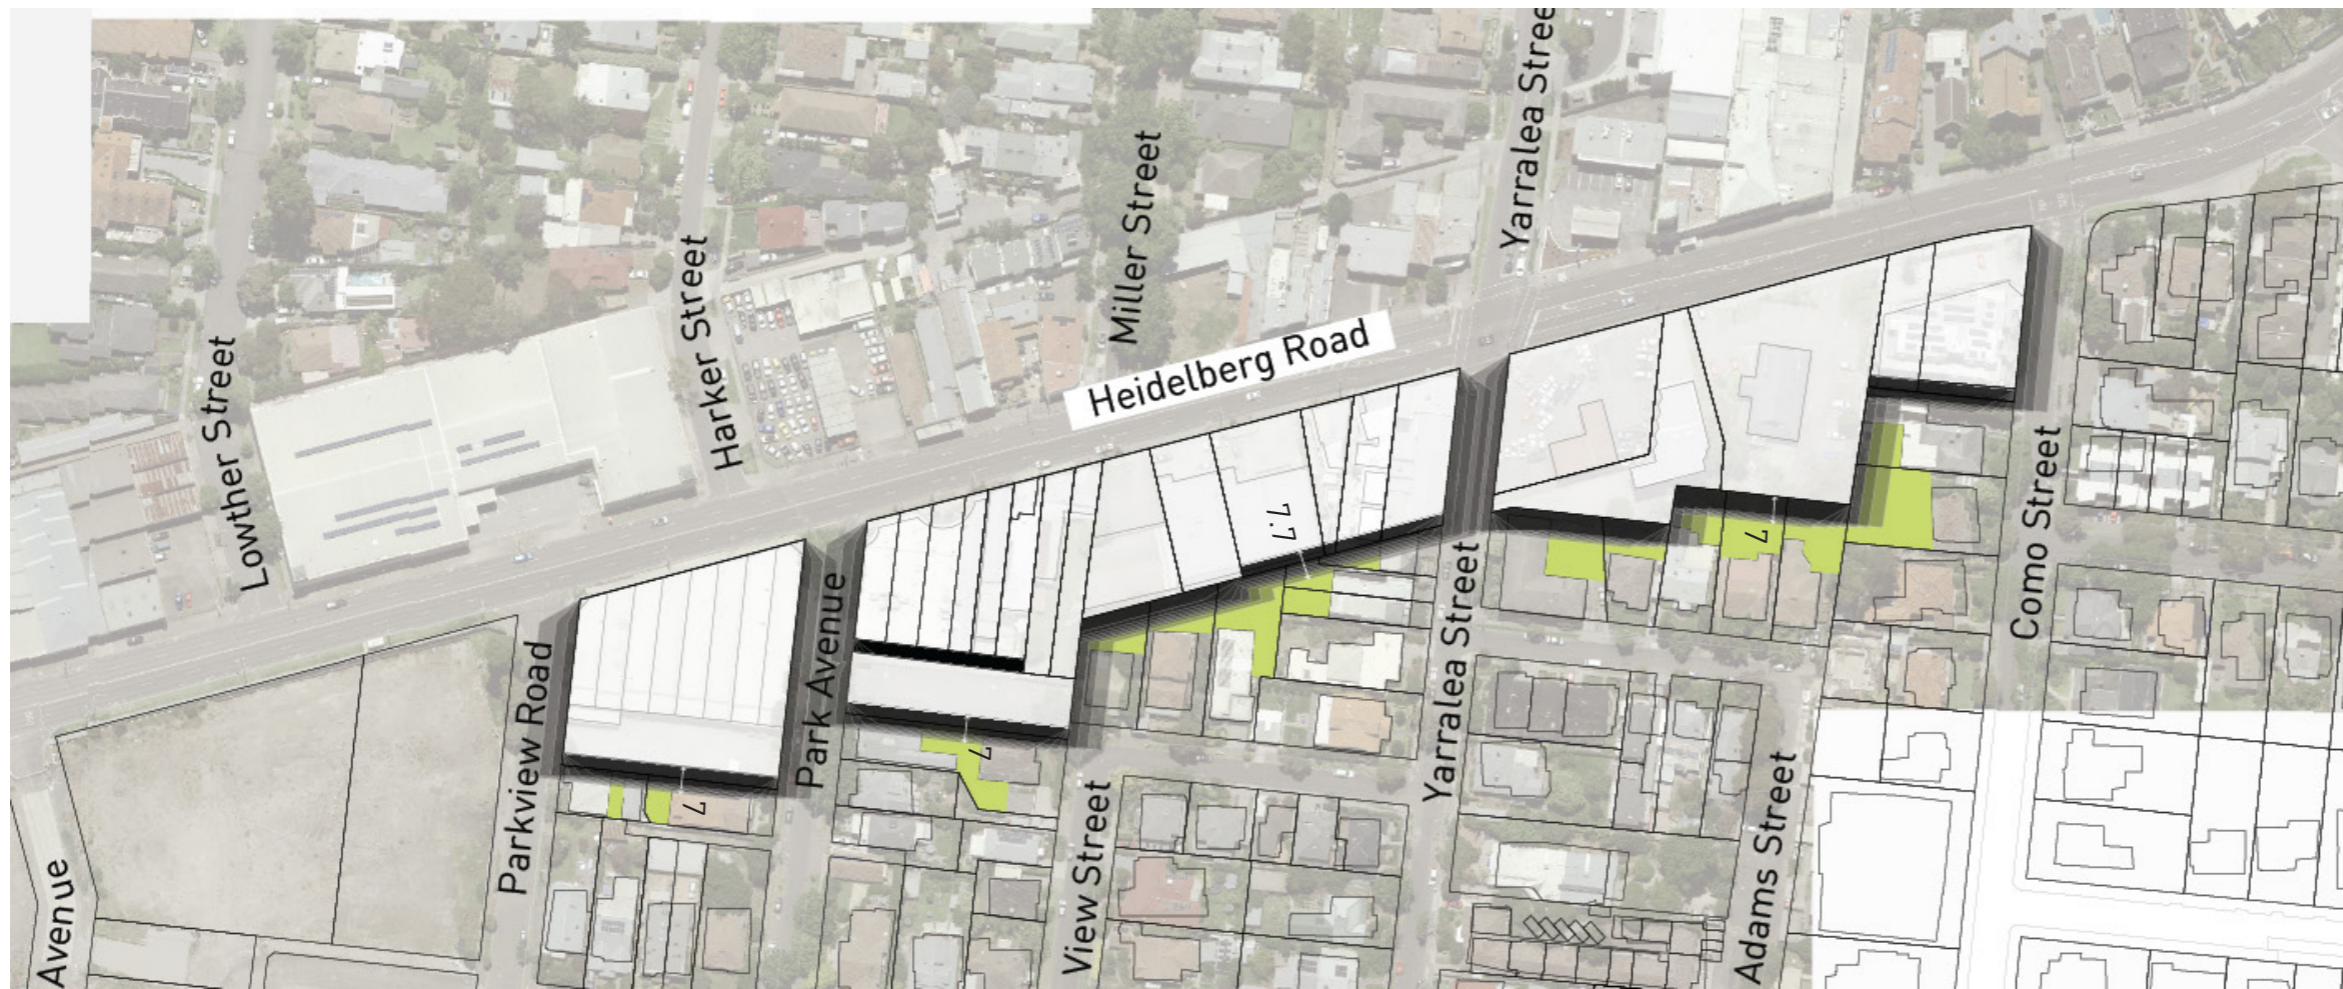 Yarralea Stree
Miller Street
Harker Street
Heidelberg Road
Lowther Street
7.7
7
Como Street
Park Avenue
Yarralea Street
7
Parkview Road
7
View Street
Adams Street
Avenue